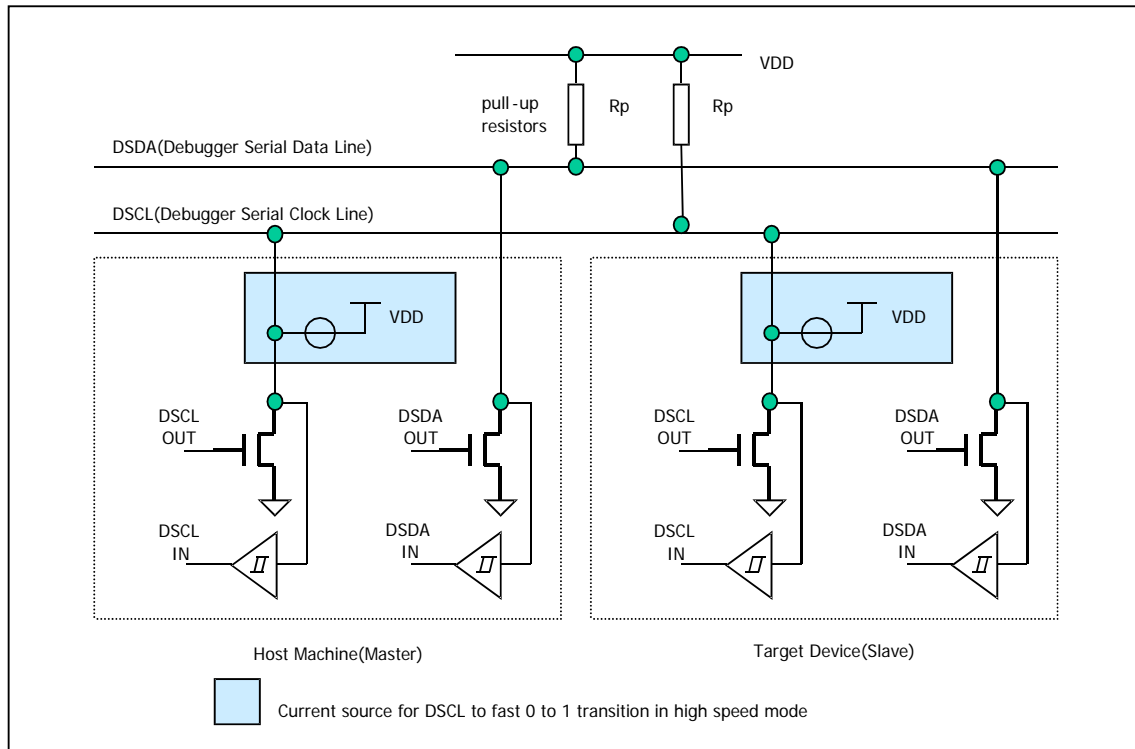 VDD
pull-up
resistors
Rp
Rp
DSDA(Debugger Serial Data Line)
DSCL(Debugger Serial Clock Line)
VDD
VDD
DSCL
OUT
DSDA
OUT
DSCL
OUT
DSDA
OUT
DSCL
IN
DSDA
IN
DSCL
IN
DSDA
IN
Host Machine(Master)
Target Device(Slave)
Current source for DSCL to fast 0 to 1 transition in high speed mode